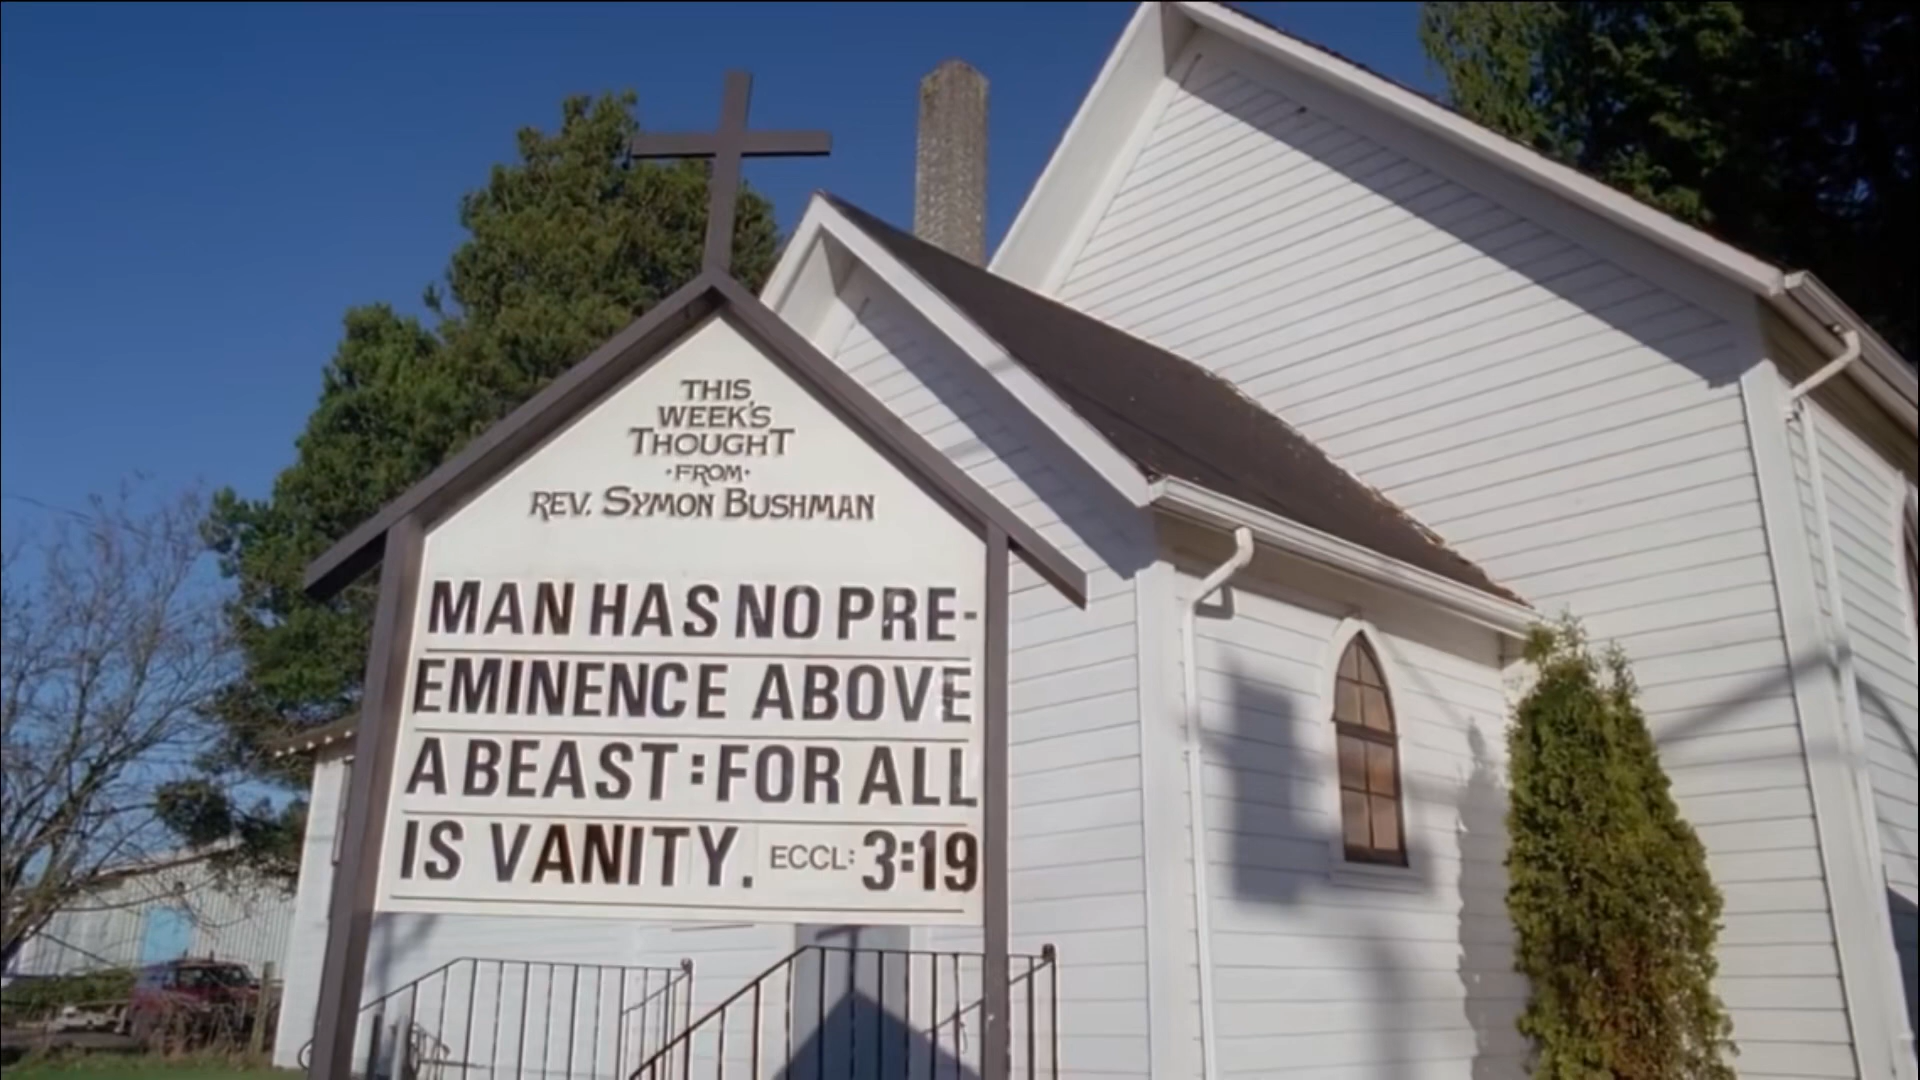 THIS
WEEK'S
THOUGHT
·FROM·
REV. SYMON BUSHMAN
MAN HAS NO PRE-
EMINENCE ABOVE
A BEAST: FOR ALL
IS VANITY. ECCL: 3:19